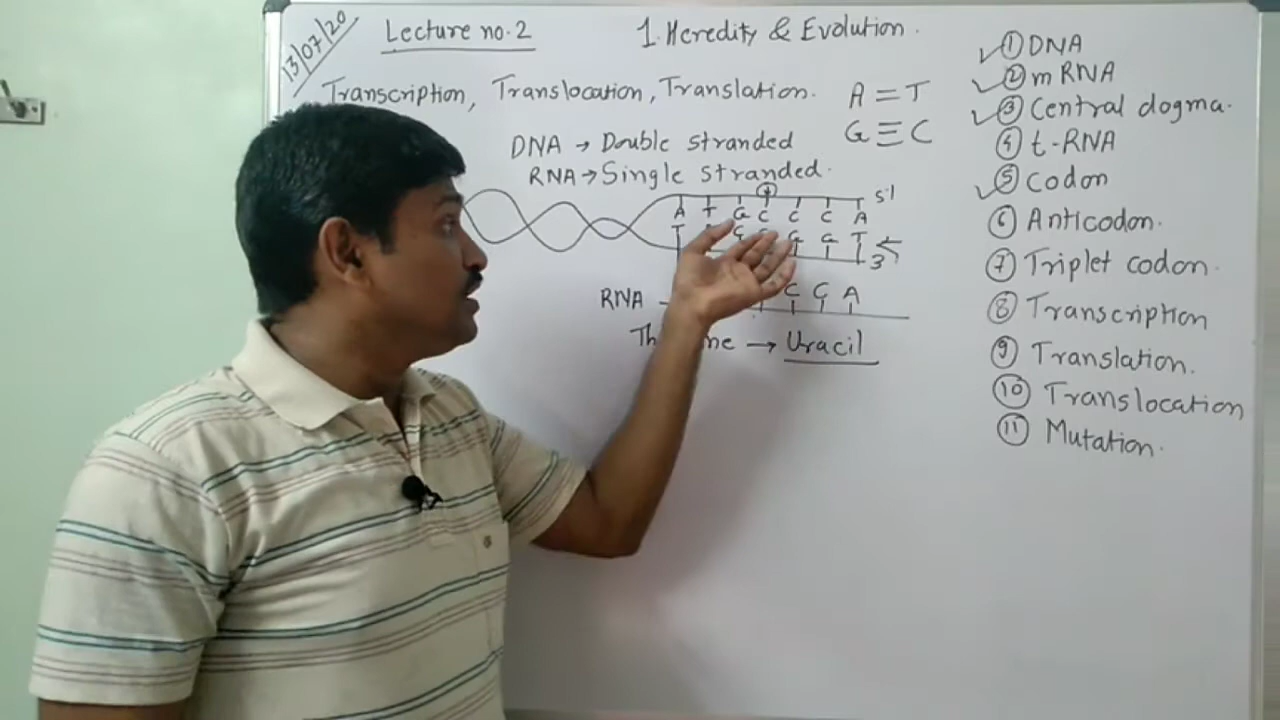 13/07/20
Lecture no. 2
1. Heredity & Evolution.
Transcription, Translocation, Translation.
A = T
G ≡ C
DNA → Double stranded
RNA → Single stranded.
5'
A T G C C C A
T G G T
3'
RNA C C A
→ Uracil
✓ ① DNA
✓ ② mRNA
✓ ③ Central dogma.
④ t-RNA
✓ ⑤ Codon
⑥ Anticodon.
⑦ Triplet codon.
⑧ Transcription
⑨ Translation.
⑩ Translocation
⑪ Mutation.